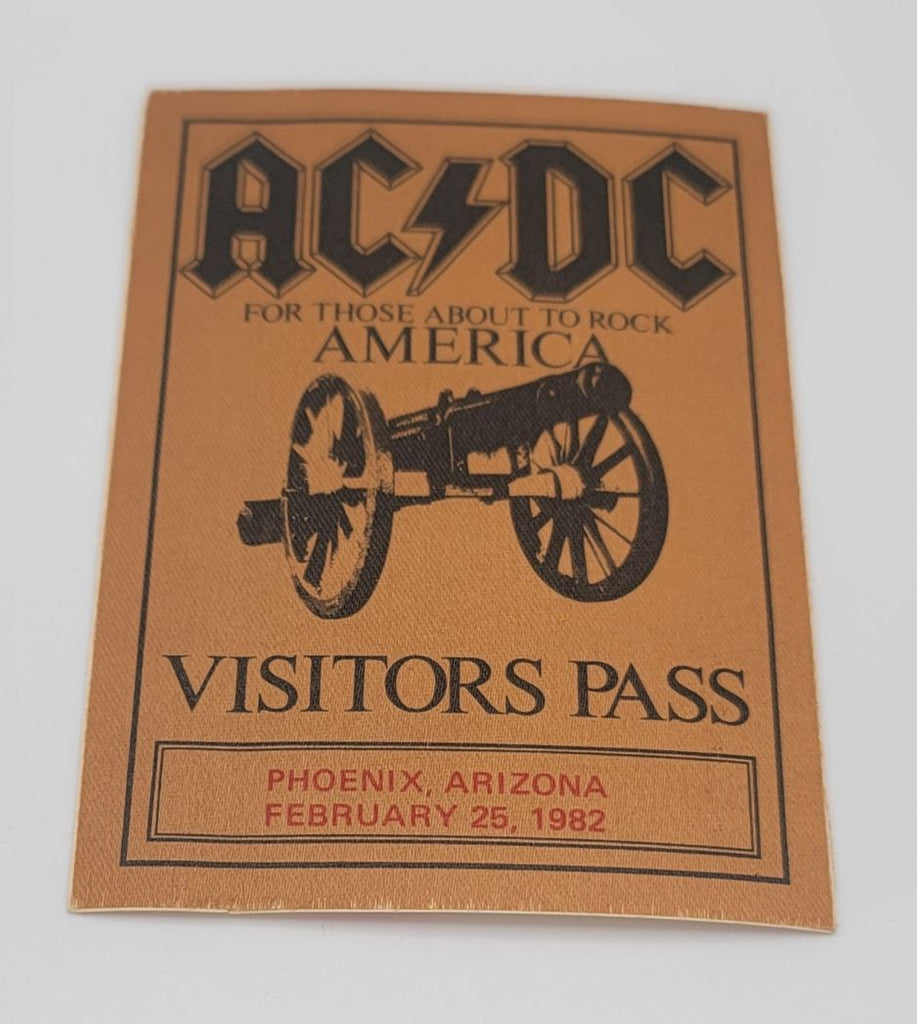 AC⚡DC
FOR THOSE ABOUT TO ROCK
AMERICA
VISITORS PASS
PHOENIX, ARIZONA
FEBRUARY 25, 1982